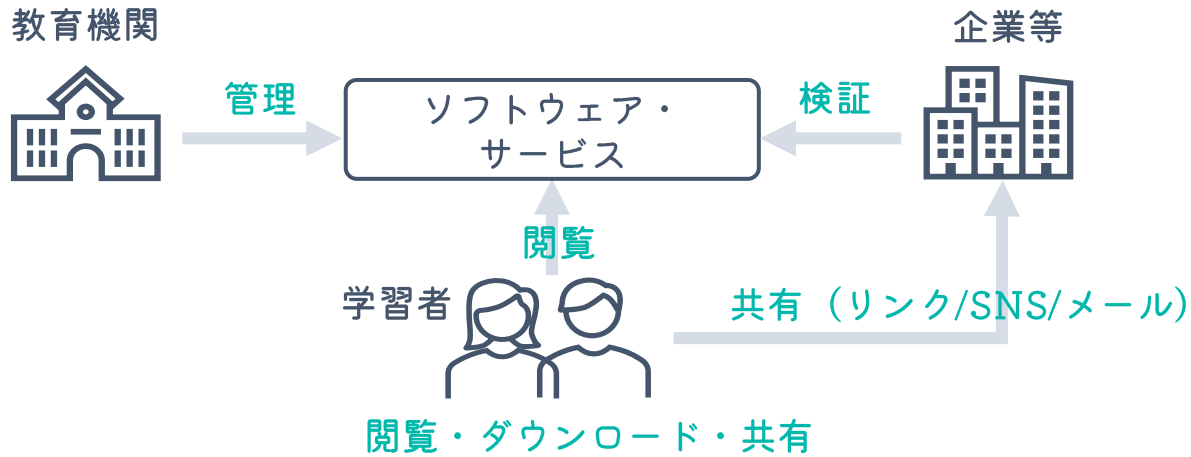 教育機関
企業等
管理
ソフトウェア・
サービス
検証
閲覧
学習者
共有（リンク/SNS/メール）
閲覧・ダウンロード・共有